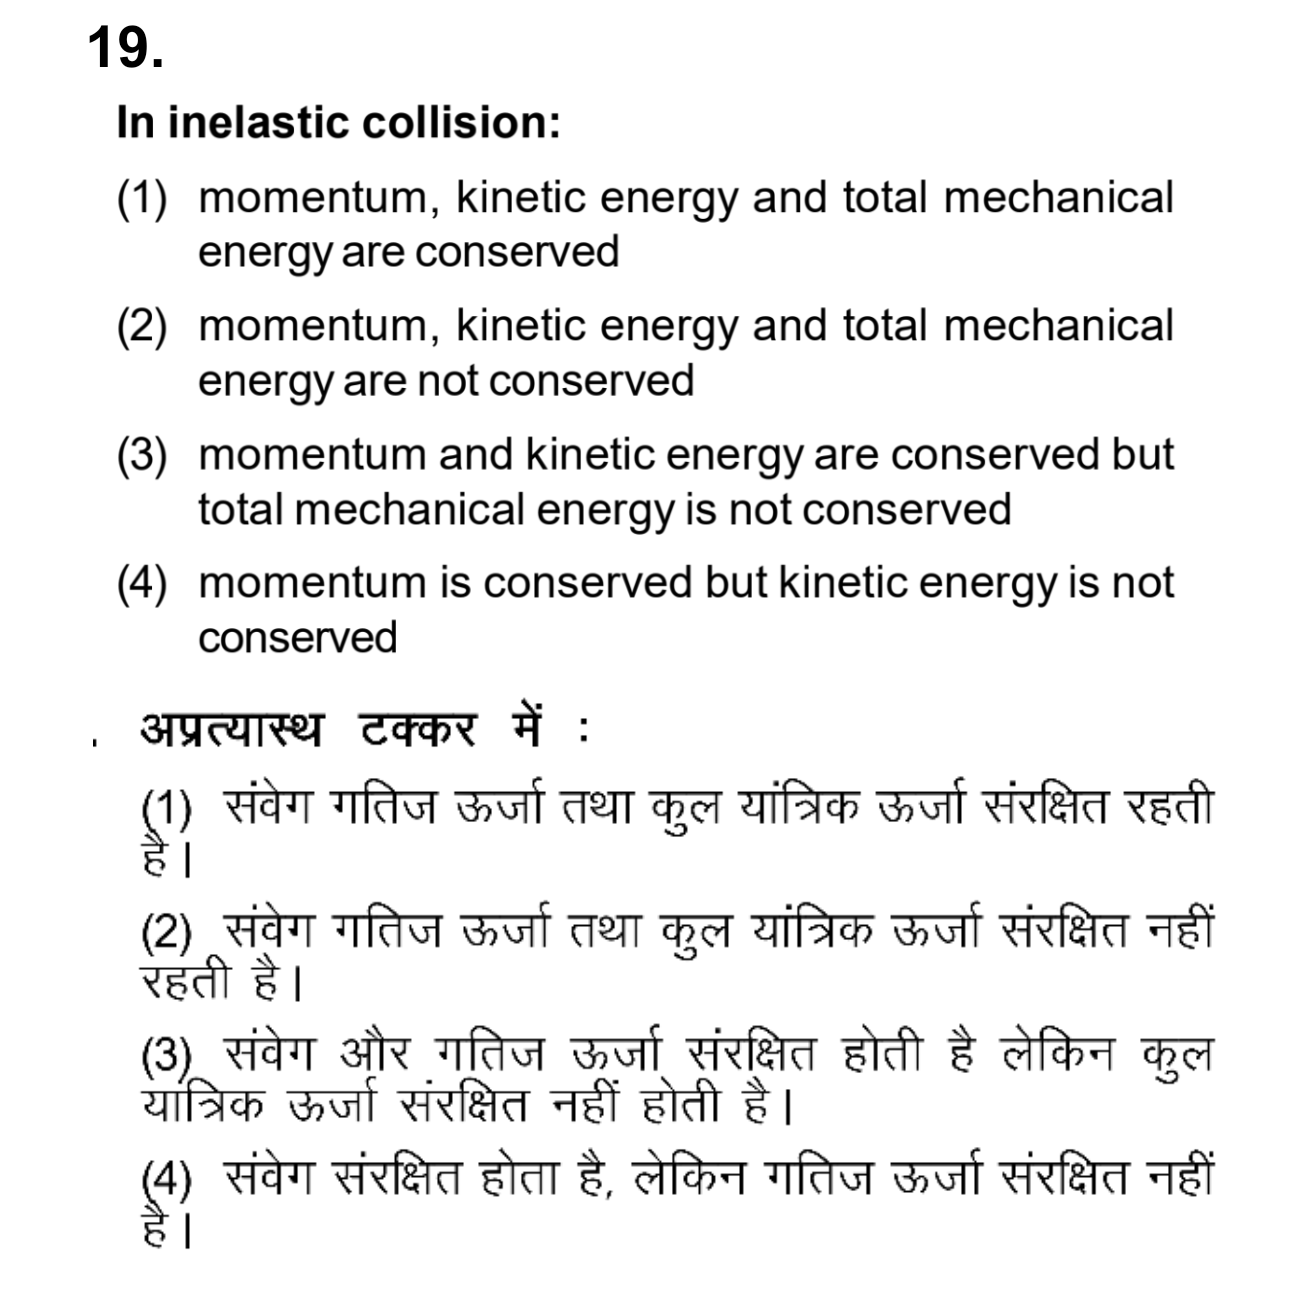 19.
In inelastic collision:
(1) momentum, kinetic energy and total mechanical
energy are conserved
(2) momentum, kinetic energy and total mechanical
energy are not conserved
(3) momentum and kinetic energy are conserved but
total mechanical energy is not conserved
(4) momentum is conserved but kinetic energy is not
conserved
. अप्रत्यास्थ टक्कर में :
(1) संवेग गतिज ऊर्जा तथा कुल यांत्रिक ऊर्जा संरक्षित रहती
है।
(2) संवेग गतिज ऊर्जा तथा कुल यांत्रिक ऊर्जा संरक्षित नहीं
रहती है।
(3) संवेग और गतिज ऊर्जा संरक्षित होती है लेकिन कुल
यांत्रिक ऊर्जा संरक्षित नहीं होती है।
(4) संवेग संरक्षित होता है, लेकिन गतिज ऊर्जा संरक्षित नहीं
है।